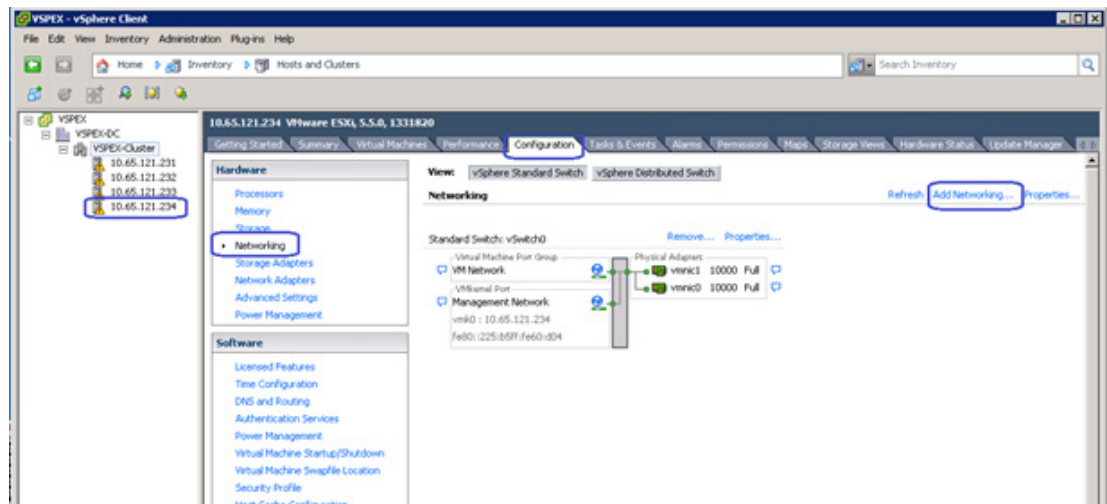 VSPEX - vSphere Client
File Edit View Inventory Administration Plug-ins Help
Home Inventory Hosts and Clusters
Search Inventory
VSPEX
VSPEX-DC
VSPEX-Cluster
10.65.121.231
10.65.121.232
10.65.121.233
10.65.121.234
10.65.121.234 VMware ESXi, 5.5.0, 1331820
Getting Started Summary Virtual Machines Performance Configuration Tasks & Events Alarms Permissions Maps Storage Views Hardware Status Update Manager
Hardware
Processors
Memory
Storage
Networking
Storage Adapters
Network Adapters
Advanced Settings
Power Management
Software
Licensed Features
Time Configuration
DNS and Routing
Authentication Services
Power Management
Virtual Machine Startup/Shutdown
Virtual Machine Swapfile Location
Security Profile
Host Cache Configuration
View: vSphere Standard Switch vSphere Distributed Switch
Networking
Refresh Add Networking... Properties...
Standard Switch: vSwitch0 Remove... Properties...
Virtual Machine Port Group
VM Network
VMkernel Port
Management Network
vmk0 : 10.65.121.234
fe80::225:b5ff:fe60:d04
Physical Adapters
vmnic1 10000 Full
vmnic0 10000 Full